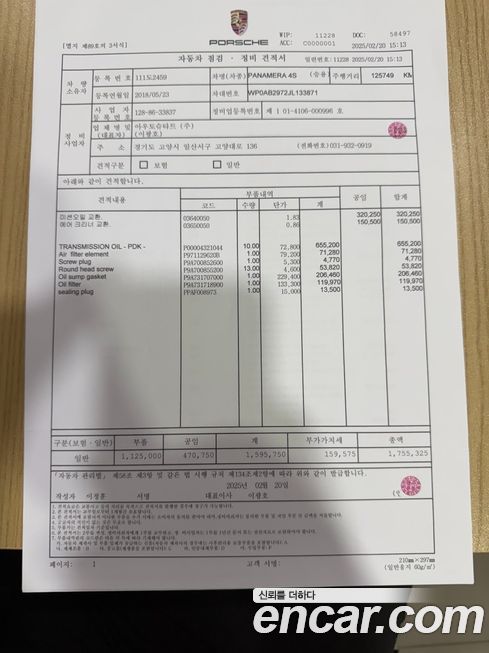 PORSCHE
WIP: 11228 DOC: 58497
ACC: C0000001 2025/02/20 15:13
[별지 제89호의 3서식]
자동차 점검 · 정비 견적서 일련번호: 11228 2025/02/20 15:13
차 량 소유자 등 록 번 호 111노2459 차명(차종) PANAMERA 4S (승용) 주행거리 125749 KM
등록연월일 2018/05/23 차대번호 WP0AB2972JL133871
정 비 사업자 사 업 자 등 록 번 호 128-86-33837 정비업등록번호 제 1 01-4106-000996 호
업 체 명 및 (대표자) 아우토슈타트 (주) (이광호)
주 소 경기도 고양시 일산서구 고양대로 136 (전화번호)031-932-0919
견적구분 보험 일반
아래와 같이 견적합니다.
견적내용 부품내역 공임 합계
코드 수량 단가 계
미션오일 교환 03640050 1.83 320,250 320,250
에어 크리너 교환 03650050 0.86 150,500 150,500
TRANSMISSION OIL - PDK - P0004321044 10.00 72,800 655,200 655,200
Air filter element P971129620B 1.00 79,200 71,280 71,280
Screw plug P9A700852600 1.00 5,300 4,770 4,770
Round head screw P9A700855200 13.00 4,600 53,820 53,820
Oil sump gasket P9A731707000 1.00 229,400 206,460 206,460
Oil filter P9A731718900 1.00 133,300 119,970 119,970
sealing plug PPAF008973 1.00 15,000 13,500 13,500
구분(보험 · 일반) 부품 공임 계 부가가치세 총액
일반 1,125,000 470,750 1,595,750 159,575 1,755,325
「자동차 관리법」 제58조 제3항 및 같은 법 시행 규칙 제134조제2항에 따라 위와 같이 발급합니다.
2025년 02월 20일
작성자 이정훈 서명 대표이사 이광호
페이지: 1 고객 서명:
210㎜×297㎜
(일반용지 60g/㎡)
신뢰를 더하다
encar.com